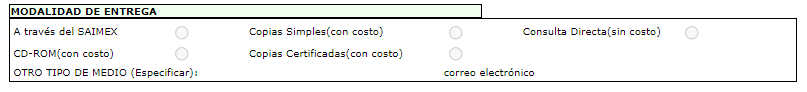 MODALIDAD DE ENTREGA
A través del SAIMEX Copias Simples(con costo) Consulta Directa(sin costo)
CD-ROM(con costo) Copias Certificadas(con costo)
OTRO TIPO DE MEDIO (Especificar): correo electrónico